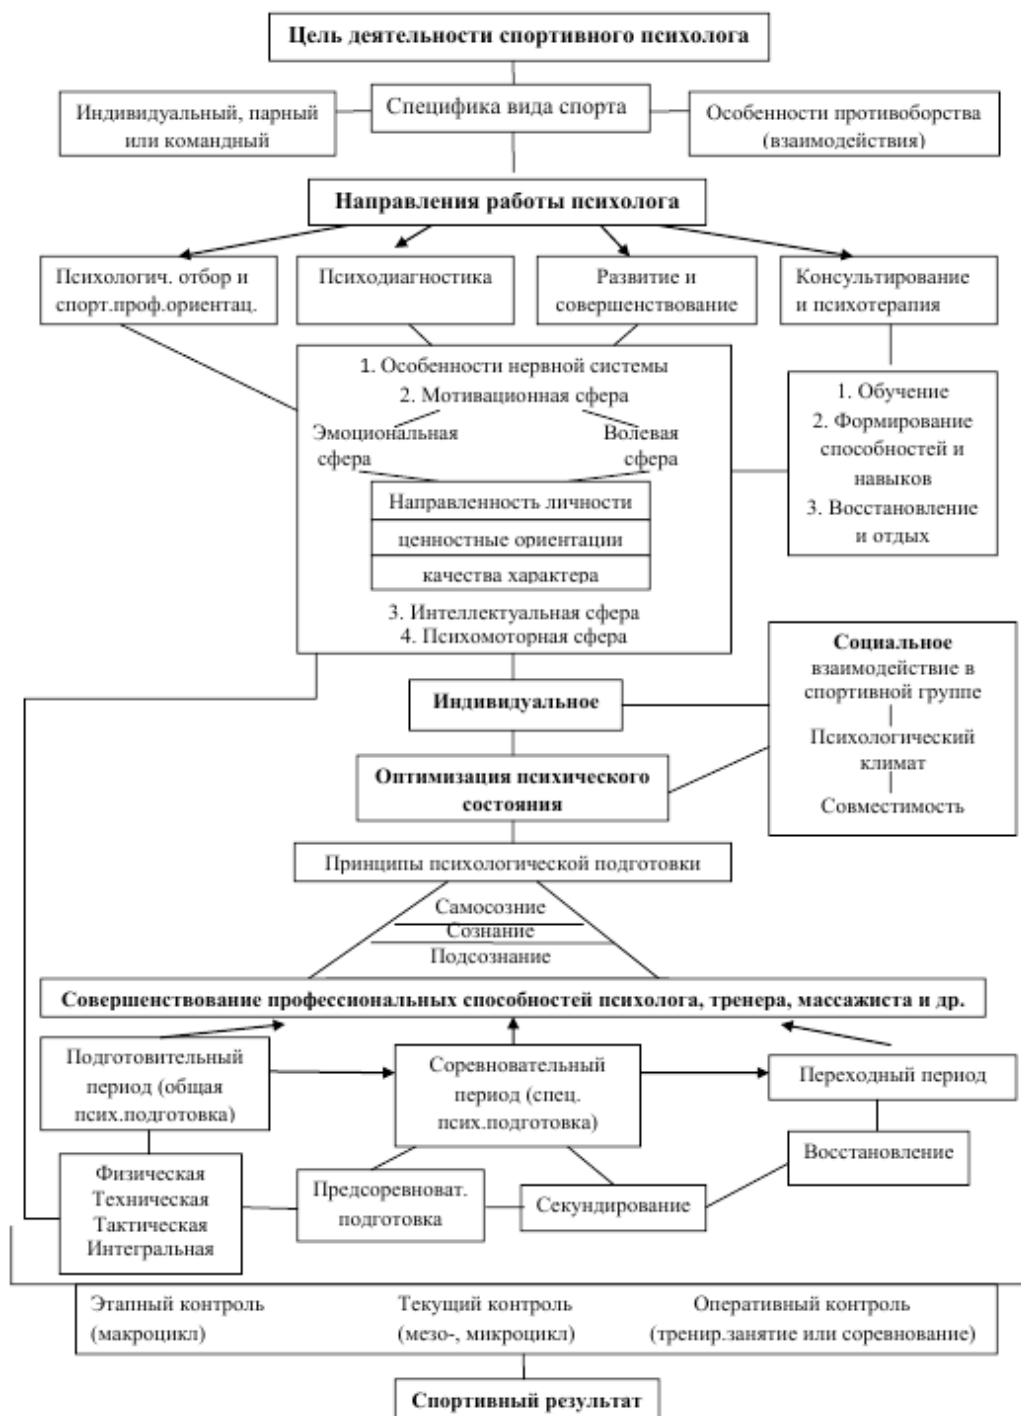 Цель деятельности спортивного психолога
Индивидуальный, парный
или командный
Специфика вида спорта
Особенности противоборства
(взаимодействия)
Направления работы психолога
Психологич. отбор и
спорт.проф.ориентац.
Психодиагностика
Развитие и
совершенствование
Консультирование
и психотерапия
1. Особенности нервной системы
2. Мотивационная сфера
Эмоциональная
сфера
Волевая
сфера
Направленность личности
ценностные ориентации
качества характера
3. Интеллектуальная сфера
4. Психомоторная сфера
1. Обучение
2. Формирование
способностей и
навыков
3. Восстановление
и отдых
Социальное
взаимодействие в
спортивной группе
Психологический
климат
Совместимость
Индивидуальное
Оптимизация психического
состояния
Принципы психологической подготовки
Самосозние
Сознание
Подсознание
Совершенствование профессиональных способностей психолога, тренера, массажиста и др.
Подготовительный
период (общая
псих.подготовка)
Соревновательный
период (спец.
псих.подготовка)
Переходный период
Физическая
Техническая
Тактическая
Интегральная
Предсоревноват.
подготовка
Секундирование
Восстановление
Этапный контроль
(макроцикл)
Текущий контроль
(мезо-, микроцикл)
Оперативный контроль
(тренир.занятие или соревнование)
Спортивный результат